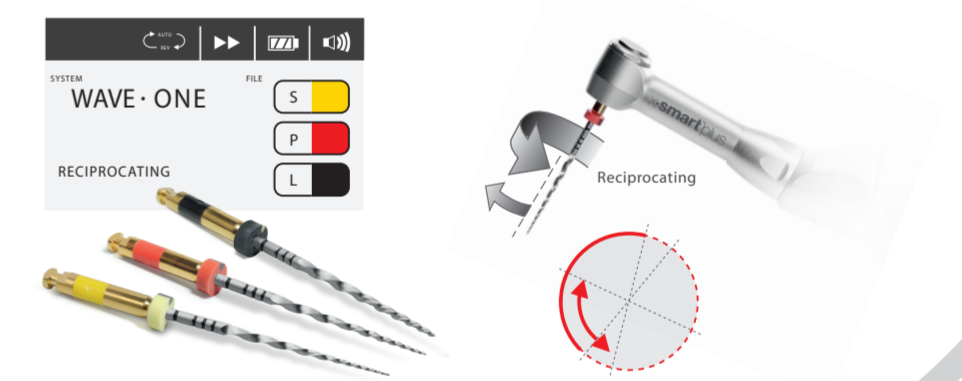 AUTO
REV
SYSTEM
WAVE · ONE
FILE
S
P
L
RECIPROCATING
x·smartplus
Reciprocating